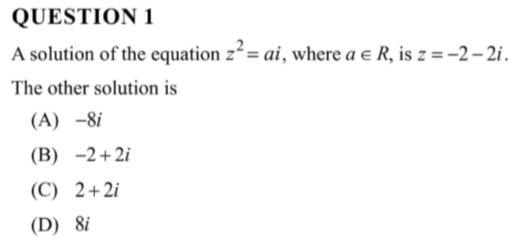 QUESTION 1
A solution of the equation z² = ai, where a ∈ R, is z = −2 − 2i.
The other solution is
(A) −8i
(B) −2 + 2i
(C) 2 + 2i
(D) 8i